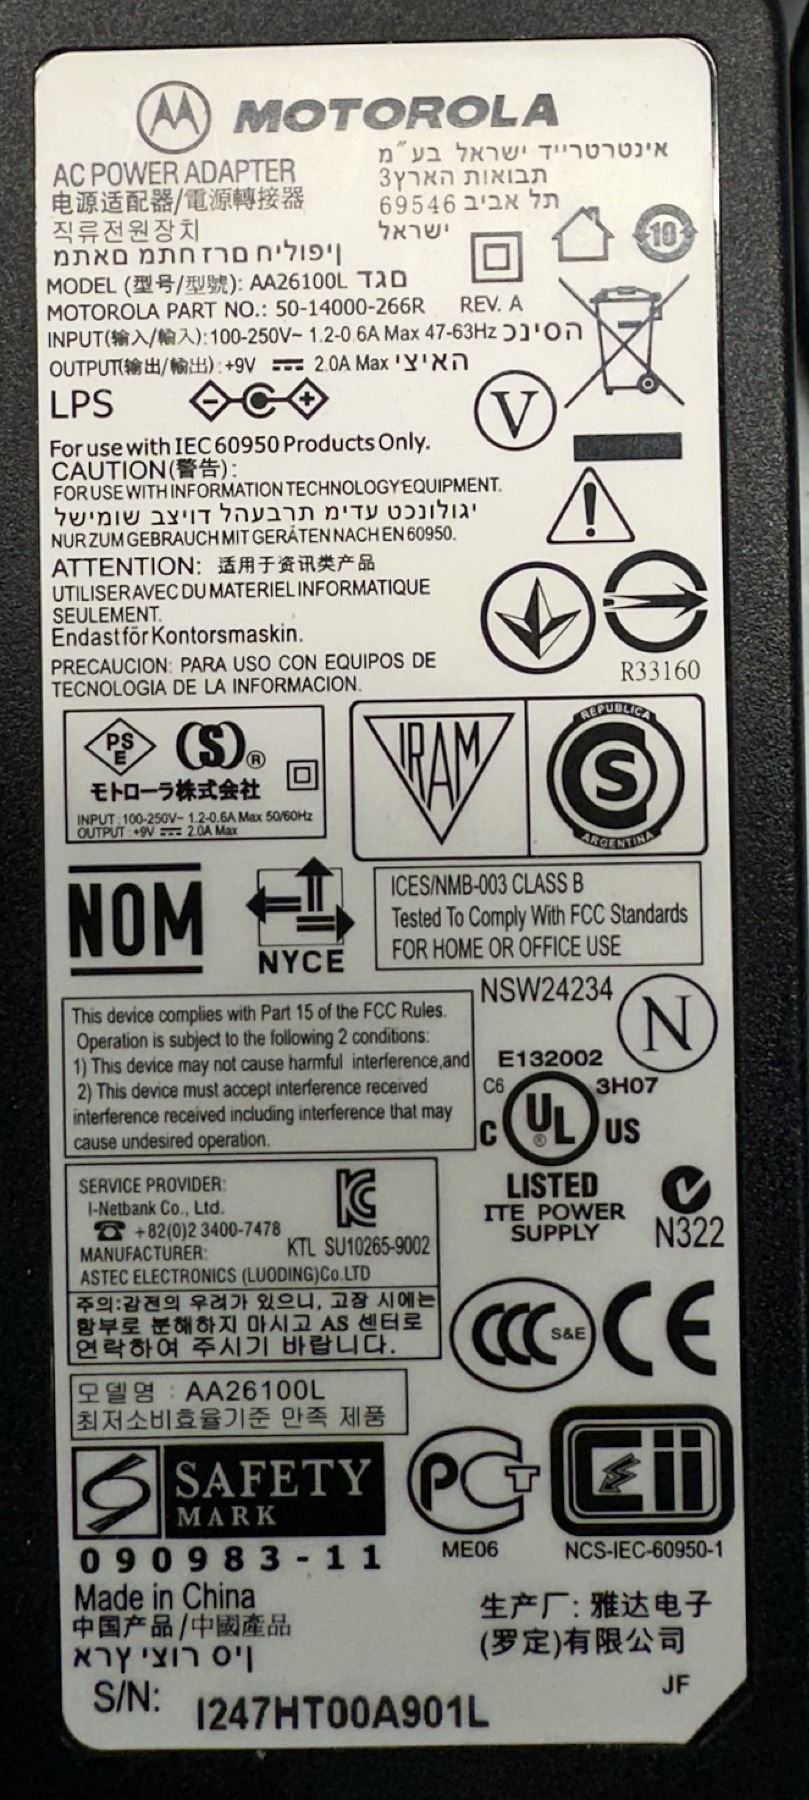 MOTOROLA
AC POWER ADAPTER
电源适配器/電源轉接器
직류전원장치
מתאם מתח זרם חילופין
אינטרטרייד ישראל בע״מ
תבואות הארץ3
תל אביב 69546
ישראל
10
MODEL (型号/型號): AA26100L דגם
MOTOROLA PART NO.: 50-14000-266R REV. A
INPUT(输入/輸入):100-250V~ 1.2-0.6A Max 47-63Hz הסינכ
OUTPUT(输出/輸出):+9V ⎓ 2.0A Max האיציי
LPS
V
For use with IEC 60950 Products Only.
CAUTION(警告):
FOR USE WITH INFORMATION TECHNOLOGY EQUIPMENT.
לשימוש בציוד להעברת מידע וטכנולוגי
NUR ZUM GEBRAUCH MIT GERÄTEN NACH EN 60950.
ATTENTION: 适用于资讯类产品
UTILISER AVEC DU MATERIEL INFORMATIQUE
SEULEMENT.
Endast för Kontorsmaskin.
PRECAUCION: PARA USO CON EQUIPOS DE
TECNOLOGIA DE LA INFORMACION.
R33160
PSE
(S)®
モトローラ株式会社
INPUT :100-250V~ 1.2-0.6A Max 50/60Hz
OUTPUT :+9V ⎓ 2.0A Max
IRAM
REPUBLICA
S
ARGENTINA
NOM
NYCE
ICES/NMB-003 CLASS B
Tested To Comply With FCC Standards
FOR HOME OR OFFICE USE
This device complies with Part 15 of the FCC Rules.
Operation is subject to the following 2 conditions:
1) This device may not cause harmful interference,and
2) This device must accept interference received
interference received including interference that may
cause undesired operation.
NSW24234
N
E132002
C6 3H07
C UL® US
LISTED
ITE POWER
SUPPLY
N322
SERVICE PROVIDER:
I-Netbank Co., Ltd.
☎ +82(0)2 3400-7478
MANUFACTURER:
KTL SU10265-9002
ASTEC ELECTRONICS (LUODING)Co.LTD
주의:감전의 우려가 있으니, 고장 시에는
함부로 분해하지 마시고 AS 센터로
연락하여 주시기 바랍니다.
CCC S&E
CE
모델명 : AA26100L
최저소비효율기준 만족 제품
SAFETY
MARK
090983-11
PCT
ME06
NCS-IEC-60950-1
Made in China
中国产品/中國產品
ארץ ייצור סין
生产厂: 雅达电子
(罗定)有限公司
JF
S/N: I247HT00A901L